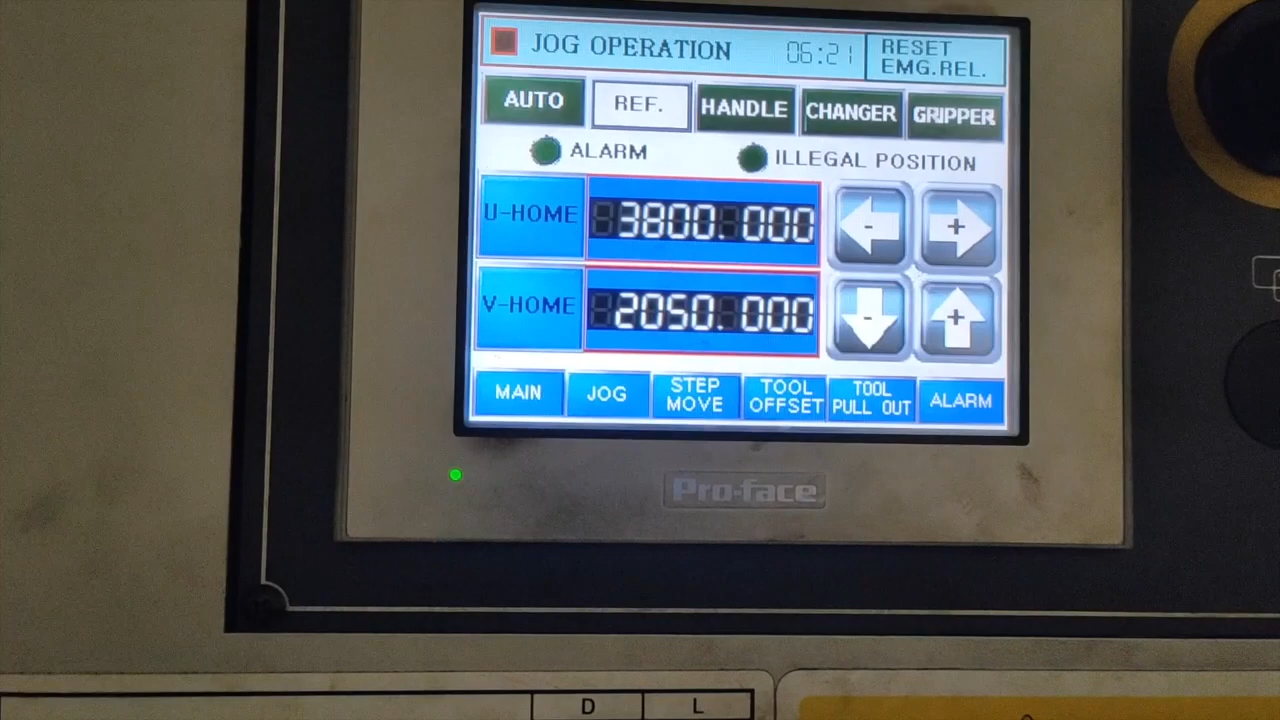 JOG OPERATION 06:21 RESET
EMG.REL.
AUTO REF. HANDLE CHANGER GRIPPER
ALARM ILLEGAL POSITION
U-HOME 3800.000 - +
V-HOME 2050.000 - +
MAIN JOG STEP MOVE TOOL OFFSET TOOL PULL OUT ALARM
Pro-face
D L